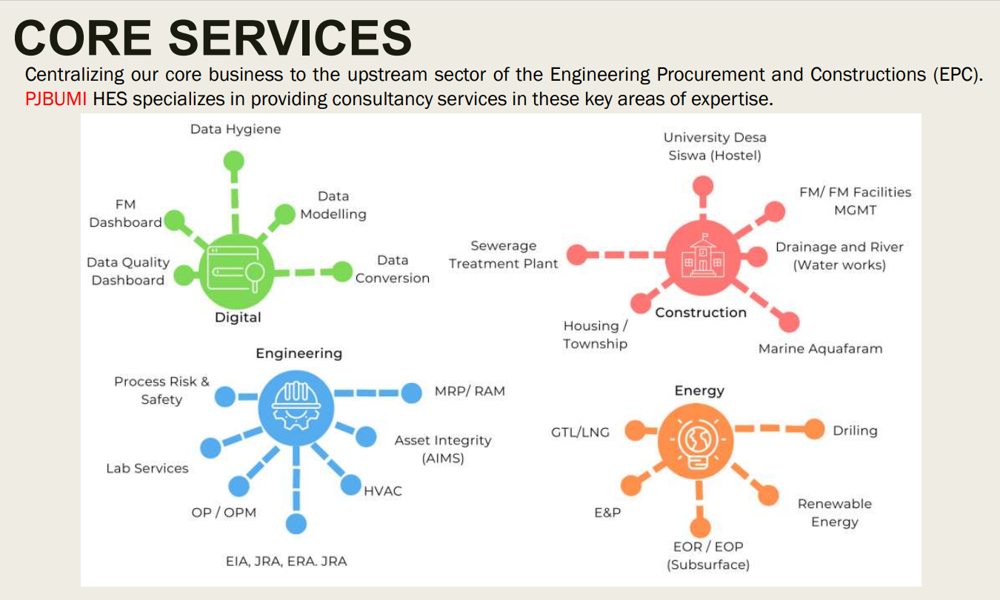 CORE SERVICES
Centralizing our core business to the upstream sector of the Engineering Procurement and Constructions (EPC).
PJBUMI HES specializes in providing consultancy services in these key areas of expertise.
Data Hygiene
FM
Dashboard
Data
Modelling
Data Quality
Dashboard
Data
Conversion
Digital
University Desa
Siswa (Hostel)
FM/ FM Facilities
MGMT
Sewerage
Treatment Plant
Drainage and River
(Water works)
Housing /
Township
Construction
Marine Aquafaram
Engineering
Process Risk &
Safety
MRP/ RAM
Lab Services
Asset Integrity
(AIMS)
OP / OPM
HVAC
EIA, JRA, ERA. JRA
Energy
GTL/LNG
Driling
E&P
Renewable
Energy
EOR / EOP
(Subsurface)